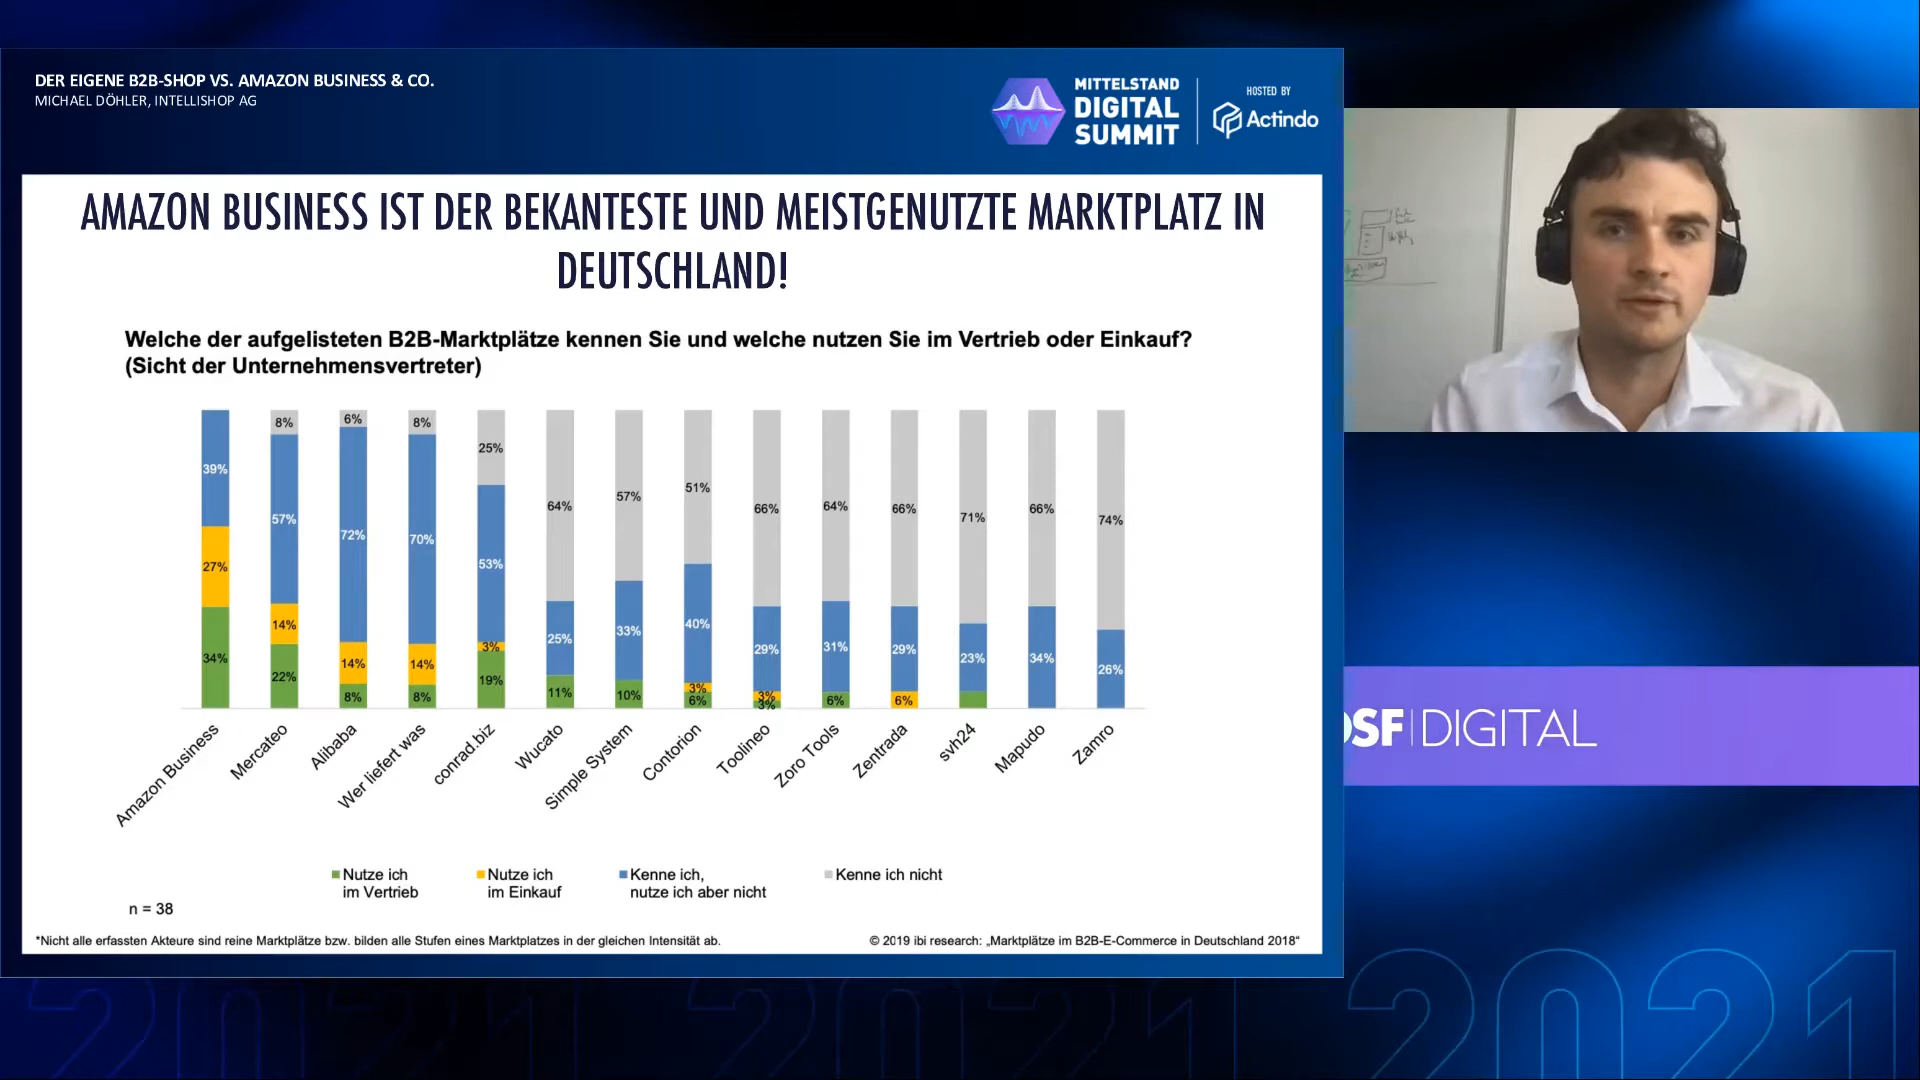 DER EIGENE B2B-SHOP VS. AMAZON BUSINESS & CO.
MICHAEL DÖHLER, INTELLISHOP AG
MITTELSTAND
DIGITAL
SUMMIT
HOSTED BY
Actindo
AMAZON BUSINESS IST DER BEKANTESTE UND MEISTGENUTZTE MARKTPLATZ IN
DEUTSCHLAND!
Welche der aufgelisteten B2B-Marktplätze kennen Sie und welche nutzen Sie im Vertrieb oder Einkauf?
(Sicht der Unternehmensvertreter)
39%
27%
34%
8%
57%
14%
22%
6%
72%
14%
8%
8%
70%
14%
8%
25%
53%
3%
19%
64%
25%
11%
57%
33%
10%
51%
40%
3%
6%
66%
29%
3%
3%
64%
31%
6%
66%
29%
6%
71%
23%
66%
34%
74%
26%
Amazon Business
Mercateo
Alibaba
Wer liefert was
conrad.biz
Wucato
Simple System
Contorion
Toolineo
Zoro Tools
Zentrada
svh24
Mapudo
Zamro
Nutze ich
im Vertrieb
Nutze ich
im Einkauf
Kenne ich,
nutze ich aber nicht
Kenne ich nicht
n = 38
*Nicht alle erfassten Akteure sind reine Marktplätze bzw. bilden alle Stufen eines Marktplatzes in der gleichen Intensität ab.
© 2019 ibi research: „Marktplätze im B2B-E-Commerce in Deutschland 2018“
OSF DIGITAL
2021
2021
2021